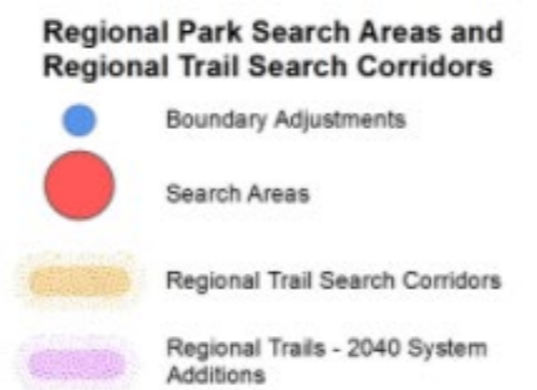 Regional Park Search Areas and
Regional Trail Search Corridors
Boundary Adjustments
Search Areas
Regional Trail Search Corridors
Regional Trails - 2040 System
Additions